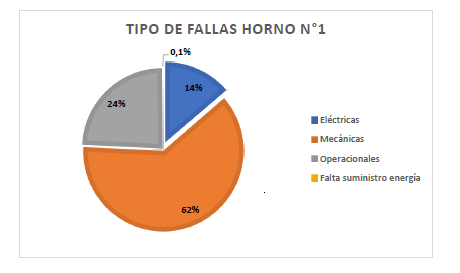 TIPO DE FALLAS HORNO N°1
0,1%
14%
24%
62%
Eléctricas
Mecánicas
Operacionales
Falta suministro energía